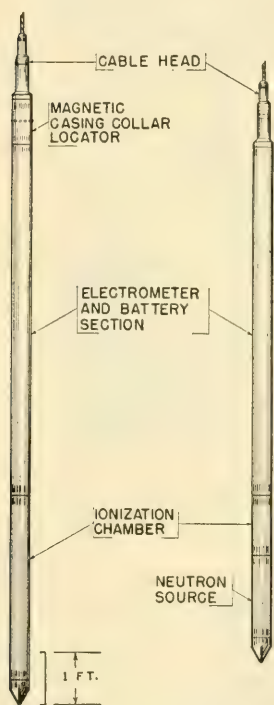 CABLE HEAD
MAGNETIC
CASING COLLAR
LOCATOR
ELECTROMETER
AND BATTERY
SECTION
IONIZATION
CHAMBER
NEUTRON
SOURCE
1 FT.